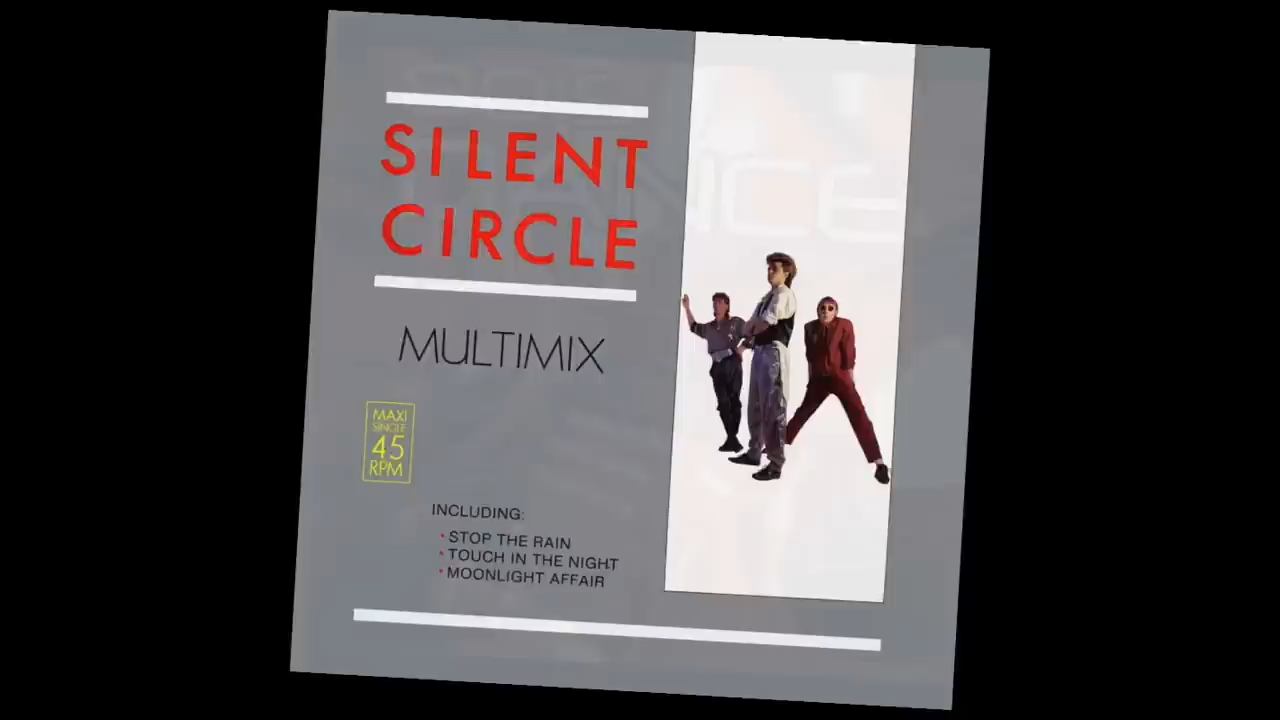 SILENT
CIRCLE
MULTIMIX
MAXI
SINGLE
45
RPM
INCLUDING:
• STOP THE RAIN
• TOUCH IN THE NIGHT
• MOONLIGHT AFFAIR